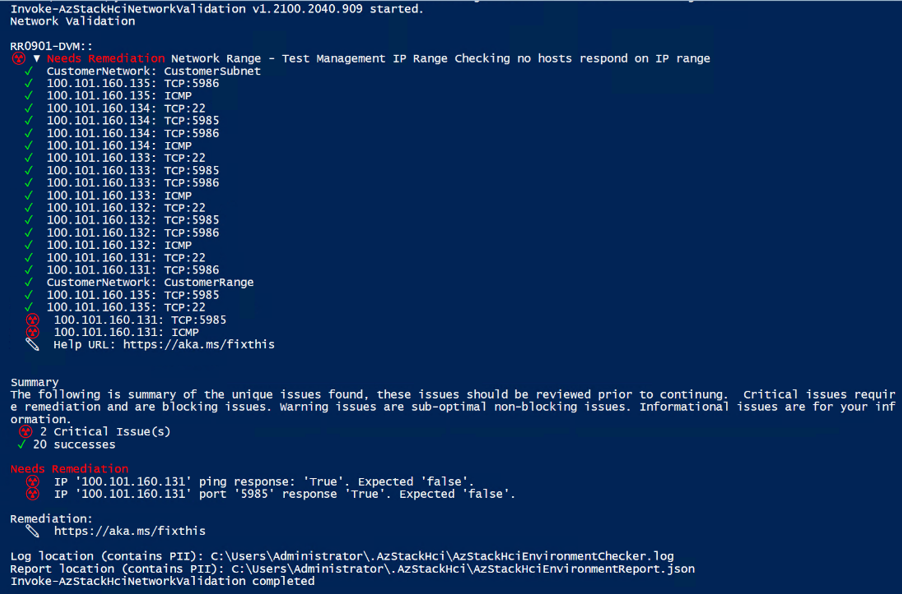 Invoke-AzStackHciNetworkValidation v1.2100.2040.909 started.
Network Validation
RR0901-DVM::
▼ Needs Remediation Network Range - Test Management IP Range Checking no hosts respond on IP range
✓ CustomerNetwork: CustomerSubnet
✓ 100.101.160.135: TCP:5986
✓ 100.101.160.135: ICMP
✓ 100.101.160.134: TCP:22
✓ 100.101.160.134: TCP:5985
✓ 100.101.160.134: TCP:5986
✓ 100.101.160.134: ICMP
✓ 100.101.160.133: TCP:22
✓ 100.101.160.133: TCP:5985
✓ 100.101.160.133: TCP:5986
✓ 100.101.160.133: ICMP
✓ 100.101.160.132: TCP:22
✓ 100.101.160.132: TCP:5985
✓ 100.101.160.132: TCP:5986
✓ 100.101.160.132: ICMP
✓ 100.101.160.131: TCP:22
✓ 100.101.160.131: TCP:5986
✓ CustomerNetwork: CustomerRange
✓ 100.101.160.135: TCP:5985
✓ 100.101.160.135: TCP:22
☢ 100.101.160.131: TCP:5985
☢ 100.101.160.131: ICMP
✎ Help URL: https://aka.ms/fixthis
Summary
The following is summary of the unique issues found, these issues should be reviewed prior to continung.  Critical issues requir
e remediation and are blocking issues. Warning issues are sub-optimal non-blocking issues. Informational issues are for your inf
ormation.
☢ 2 Critical Issue(s)
✓ 20 successes
Needs Remediation
☢ IP '100.101.160.131' ping response: 'True'. Expected 'false'.
☢ IP '100.101.160.131' port '5985' response 'True'. Expected 'false'.
Remediation:
✎ https://aka.ms/fixthis
Log location (contains PII): C:\Users\Administrator\.AzStackHci\AzStackHciEnvironmentChecker.log
Report location (contains PII): C:\Users\Administrator\.AzStackHci\AzStackHciEnvironmentReport.json
Invoke-AzStackHciNetworkValidation completed